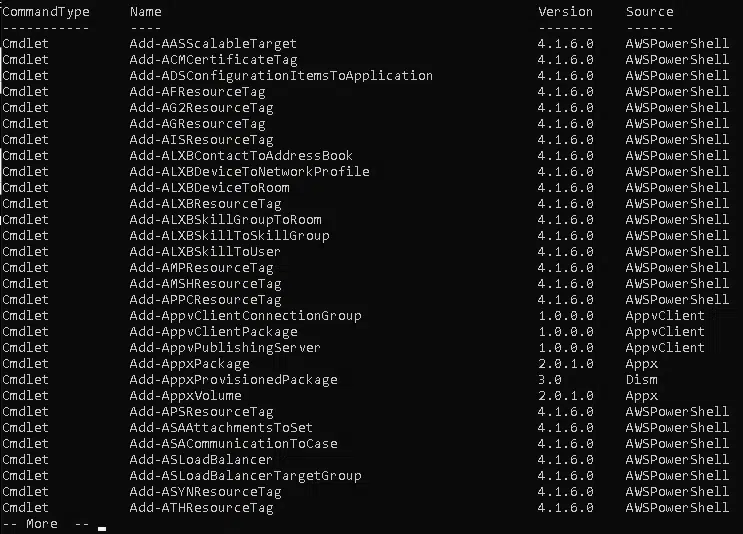 CommandType     Name                                               Version    Source
-----------     ----                                               -------    ------
Cmdlet          Add-AASScalableTarget                              4.1.6.0    AWSPowerShell
Cmdlet          Add-ACMCertificateTag                              4.1.6.0    AWSPowerShell
Cmdlet          Add-ADSConfigurationItemsToApplication             4.1.6.0    AWSPowerShell
Cmdlet          Add-AFResourceTag                                  4.1.6.0    AWSPowerShell
Cmdlet          Add-AG2ResourceTag                                 4.1.6.0    AWSPowerShell
Cmdlet          Add-AGResourceTag                                  4.1.6.0    AWSPowerShell
Cmdlet          Add-AISResourceTag                                 4.1.6.0    AWSPowerShell
Cmdlet          Add-ALXBContactToAddressBook                       4.1.6.0    AWSPowerShell
Cmdlet          Add-ALXBDeviceToNetworkProfile                     4.1.6.0    AWSPowerShell
Cmdlet          Add-ALXBDeviceToRoom                               4.1.6.0    AWSPowerShell
Cmdlet          Add-ALXBResourceTag                                4.1.6.0    AWSPowerShell
Cmdlet          Add-ALXBSkillGroupToRoom                           4.1.6.0    AWSPowerShell
Cmdlet          Add-ALXBSkillToSkillGroup                          4.1.6.0    AWSPowerShell
Cmdlet          Add-ALXBSkillToUser                                4.1.6.0    AWSPowerShell
Cmdlet          Add-AMPResourceTag                                 4.1.6.0    AWSPowerShell
Cmdlet          Add-AMSHResourceTag                                4.1.6.0    AWSPowerShell
Cmdlet          Add-APPCResourceTag                                4.1.6.0    AWSPowerShell
Cmdlet          Add-AppvClientConnectionGroup                      1.0.0.0    AppvClient
Cmdlet          Add-AppvClientPackage                              1.0.0.0    AppvClient
Cmdlet          Add-AppvPublishingServer                           1.0.0.0    AppvClient
Cmdlet          Add-AppxPackage                                    2.0.1.0    Appx
Cmdlet          Add-AppxProvisionedPackage                         3.0        Dism
Cmdlet          Add-AppxVolume                                     2.0.1.0    Appx
Cmdlet          Add-APSResourceTag                                 4.1.6.0    AWSPowerShell
Cmdlet          Add-ASAAttachmentsToSet                            4.1.6.0    AWSPowerShell
Cmdlet          Add-ASACommunicationToCase                         4.1.6.0    AWSPowerShell
Cmdlet          Add-ASLoadBalancer                                 4.1.6.0    AWSPowerShell
Cmdlet          Add-ASLoadBalancerTargetGroup                      4.1.6.0    AWSPowerShell
Cmdlet          Add-ASYNResourceTag                                4.1.6.0    AWSPowerShell
Cmdlet          Add-ATHResourceTag                                 4.1.6.0    AWSPowerShell
-- More  --